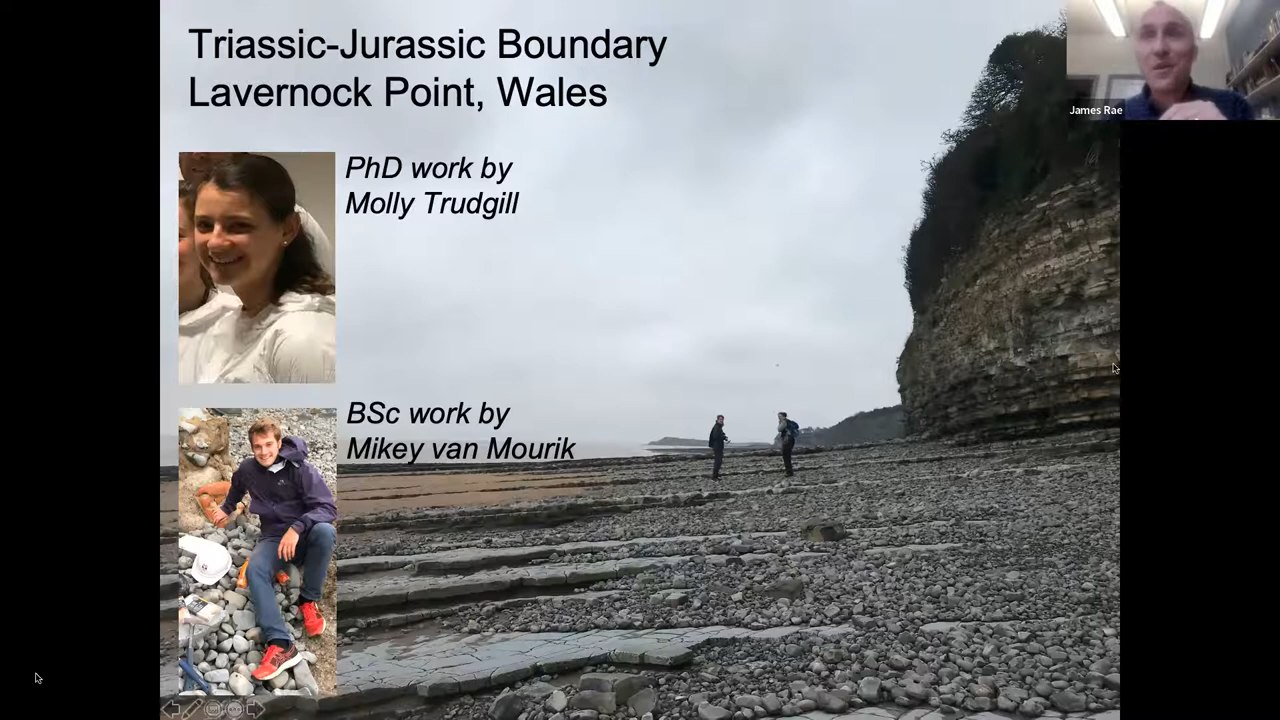 Triassic-Jurassic Boundary
Lavernock Point, Wales
James Rae
PhD work by
Molly Trudgill
BSc work by
Mikey van Mourik